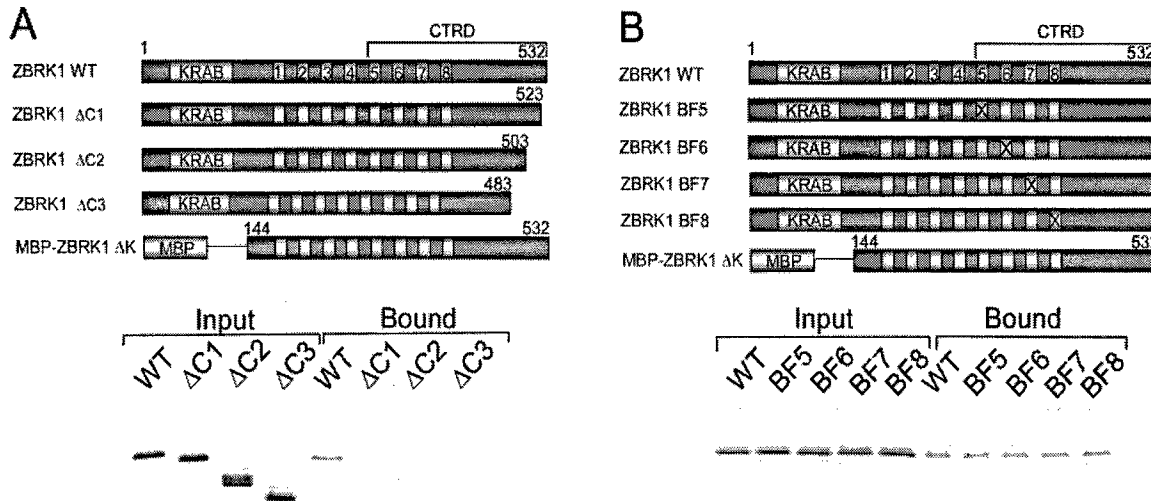 A
CTRD
1
532
ZBRK1 WT
KRAB
1 2 3 4 5 6 7 8
523
ZBRK1 ΔC1
KRAB
503
ZBRK1 ΔC2
KRAB
483
ZBRK1 ΔC3
KRAB
144
532
MBP-ZBRK1 ΔK
MBP
Input
Bound
WT ΔC1 ΔC2 ΔC3 WT ΔC1 ΔC2 ΔC3
B
CTRD
1
532
ZBRK1 WT
KRAB
1 2 3 4 5 6 7 8
ZBRK1 BF5
KRAB
X
ZBRK1 BF6
KRAB
X
ZBRK1 BF7
KRAB
X
ZBRK1 BF8
KRAB
X
144
532
MBP-ZBRK1 ΔK
MBP
Input
Bound
WT BF5 BF6 BF7 BF8 WT BF5 BF6 BF7 BF8